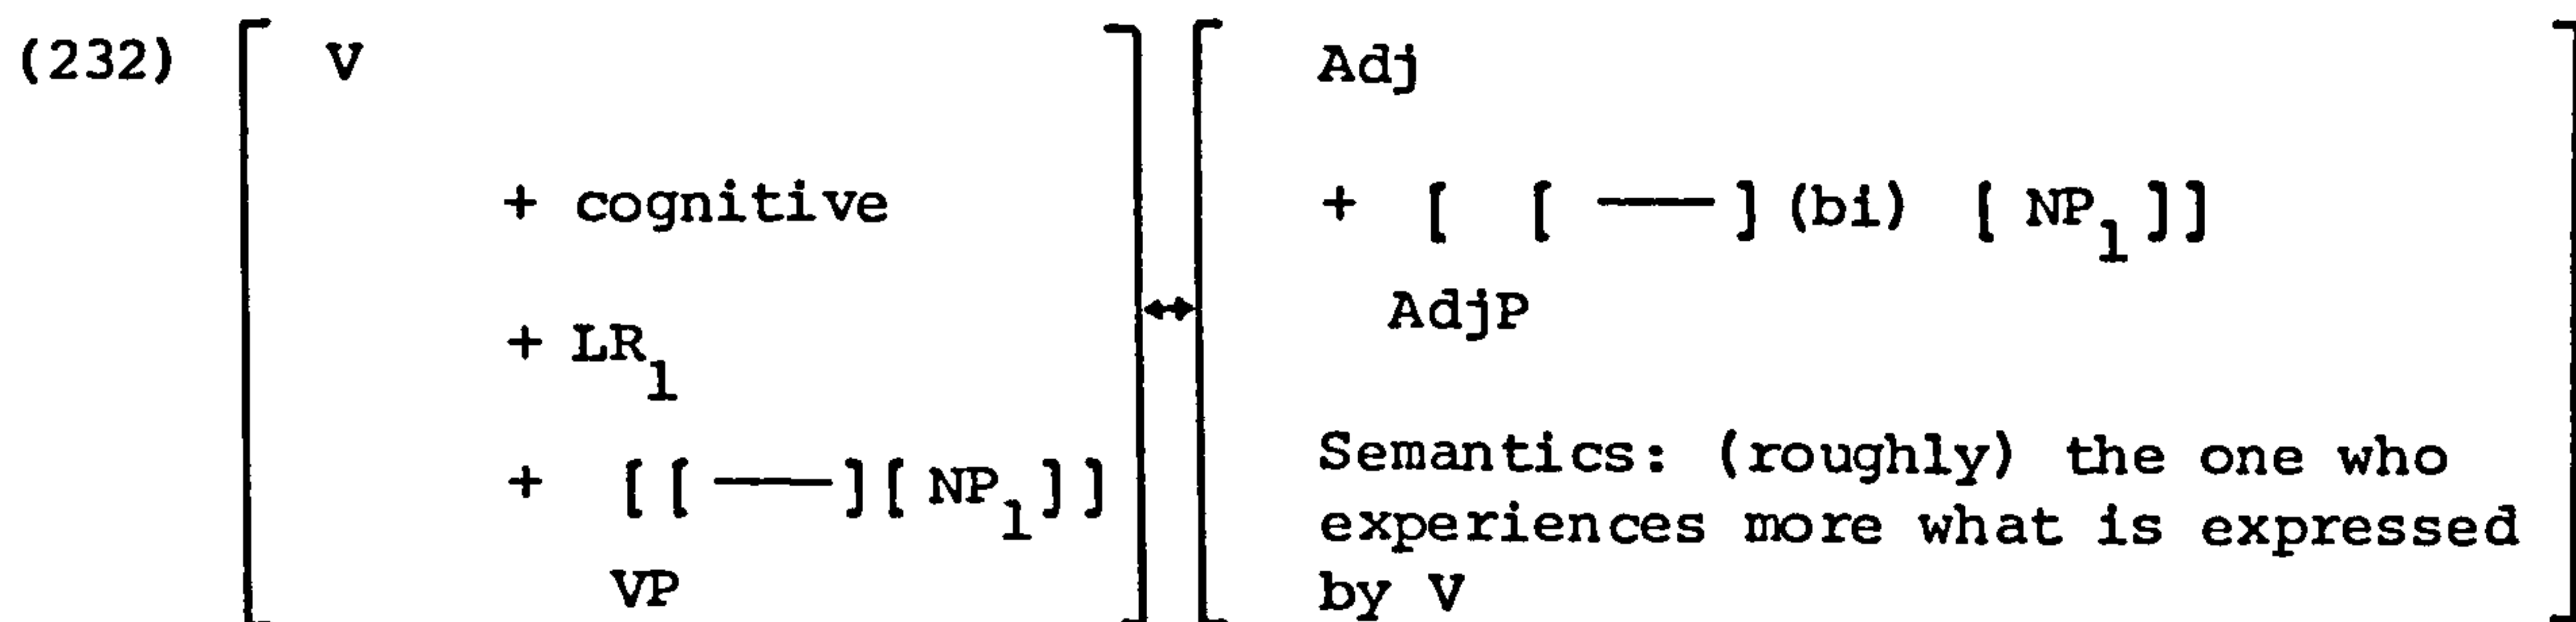 (232) [ V ] ↔ [ Adj
+ cognitive + [ [ —— ] (bi) [ NP₁ ]]
AdjP
+ LR₁
Semantics: (roughly) the one who
+ [ [ —— ] [ NP₁ ]] experiences more what is expressed
VP by V ]